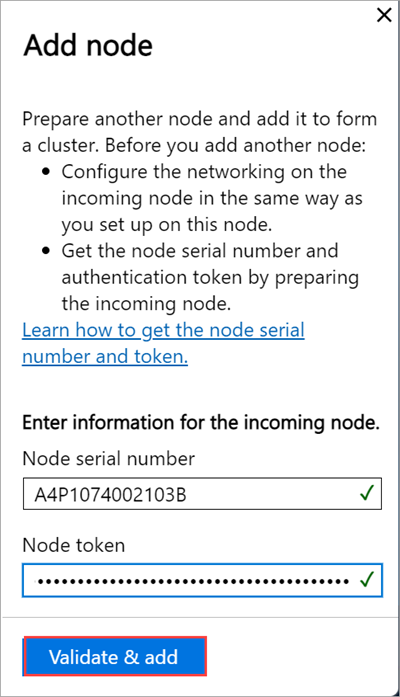 Add node
Prepare another node and add it to form
a cluster. Before you add another node:
• Configure the networking on the
incoming node in the same way as
you set up on this node.
• Get the node serial number and
authentication token by preparing
the incoming node.
Learn how to get the node serial
number and token.
Enter information for the incoming node.
Node serial number
A4P1074002103B
Node token
Validate & add